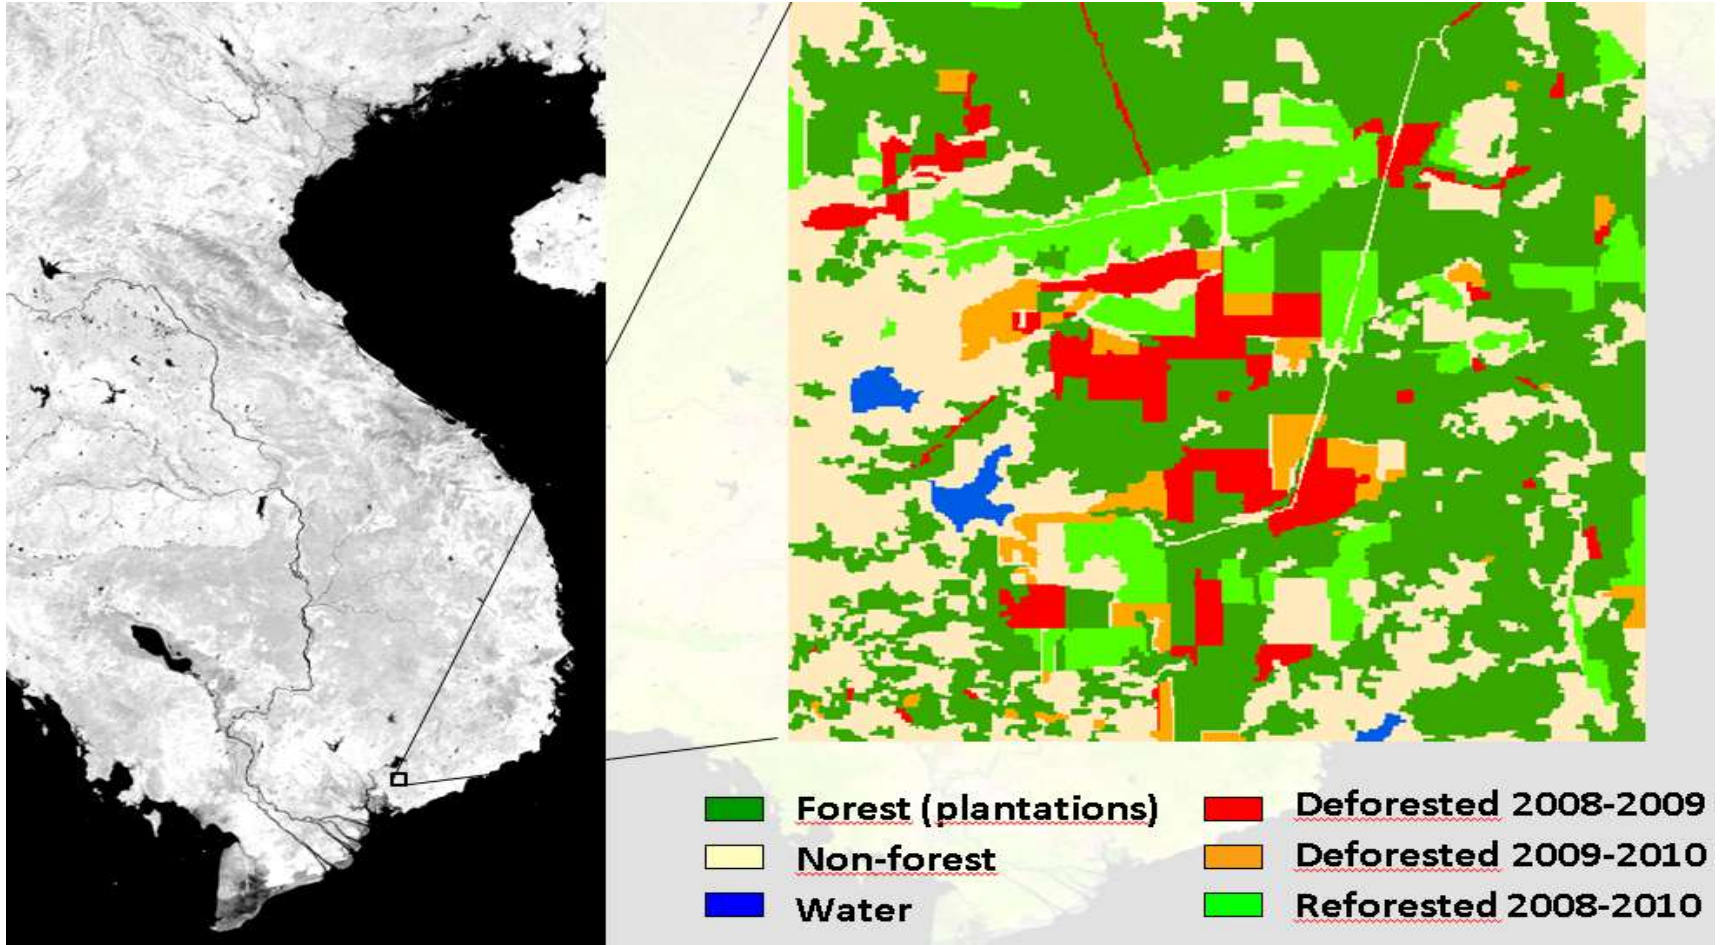 Forest (plantations)
Non-forest
Water
Deforested 2008-2009
Deforested 2009-2010
Reforested 2008-2010